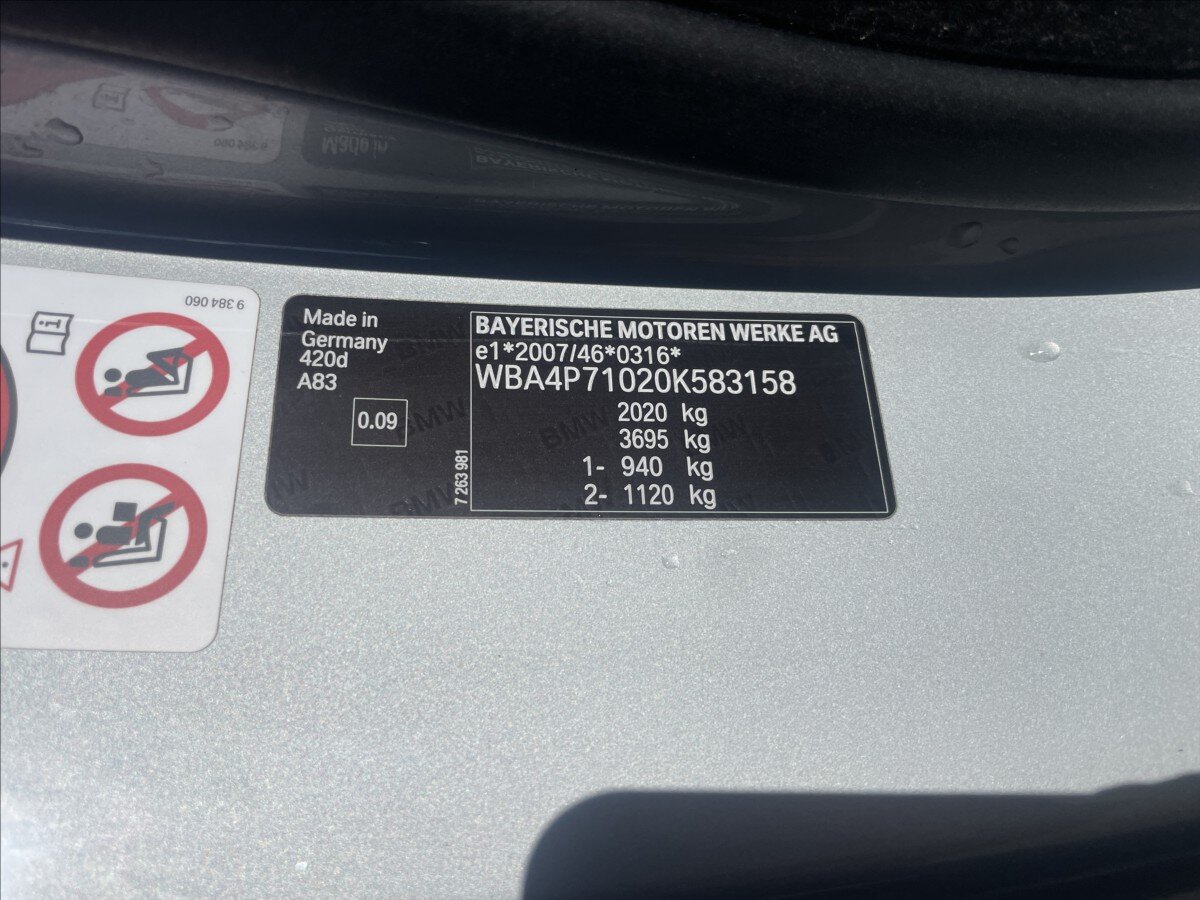 9 384 060
Made in
Germany
420d
A83
0.09
7 263 981
BAYERISCHE MOTOREN WERKE AG
e1*2007/46*0316*
WBA4P71020K583158
2020 kg
3695 kg
1- 940 kg
2- 1120 kg